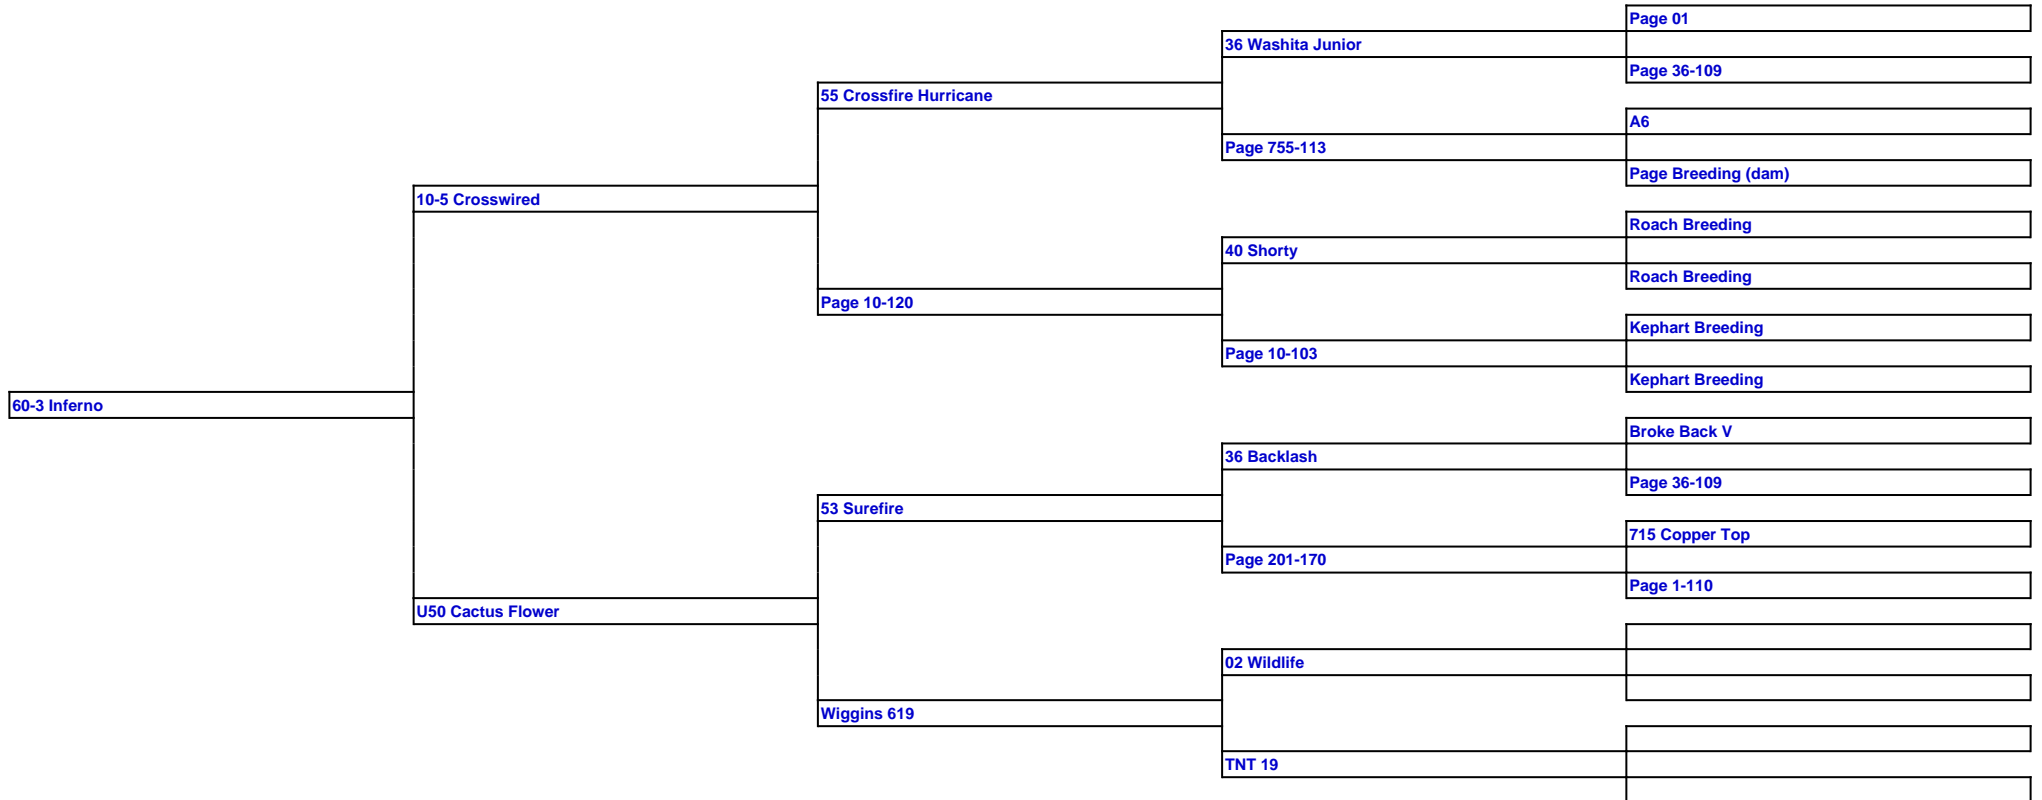 Page 01
36 Washita Junior
Page 36-109
55 Crossfire Hurricane
A6
Page 755-113
Page Breeding (dam)
10-5 Crosswired
Roach Breeding
40 Shorty
Roach Breeding
Page 10-120
Kephart Breeding
Page 10-103
Kephart Breeding
60-3 Inferno
Broke Back V
36 Backlash
Page 36-109
53 Surefire
715 Copper Top
Page 201-170
Page 1-110
U50 Cactus Flower
02 Wildlife
Wiggins 619
TNT 19